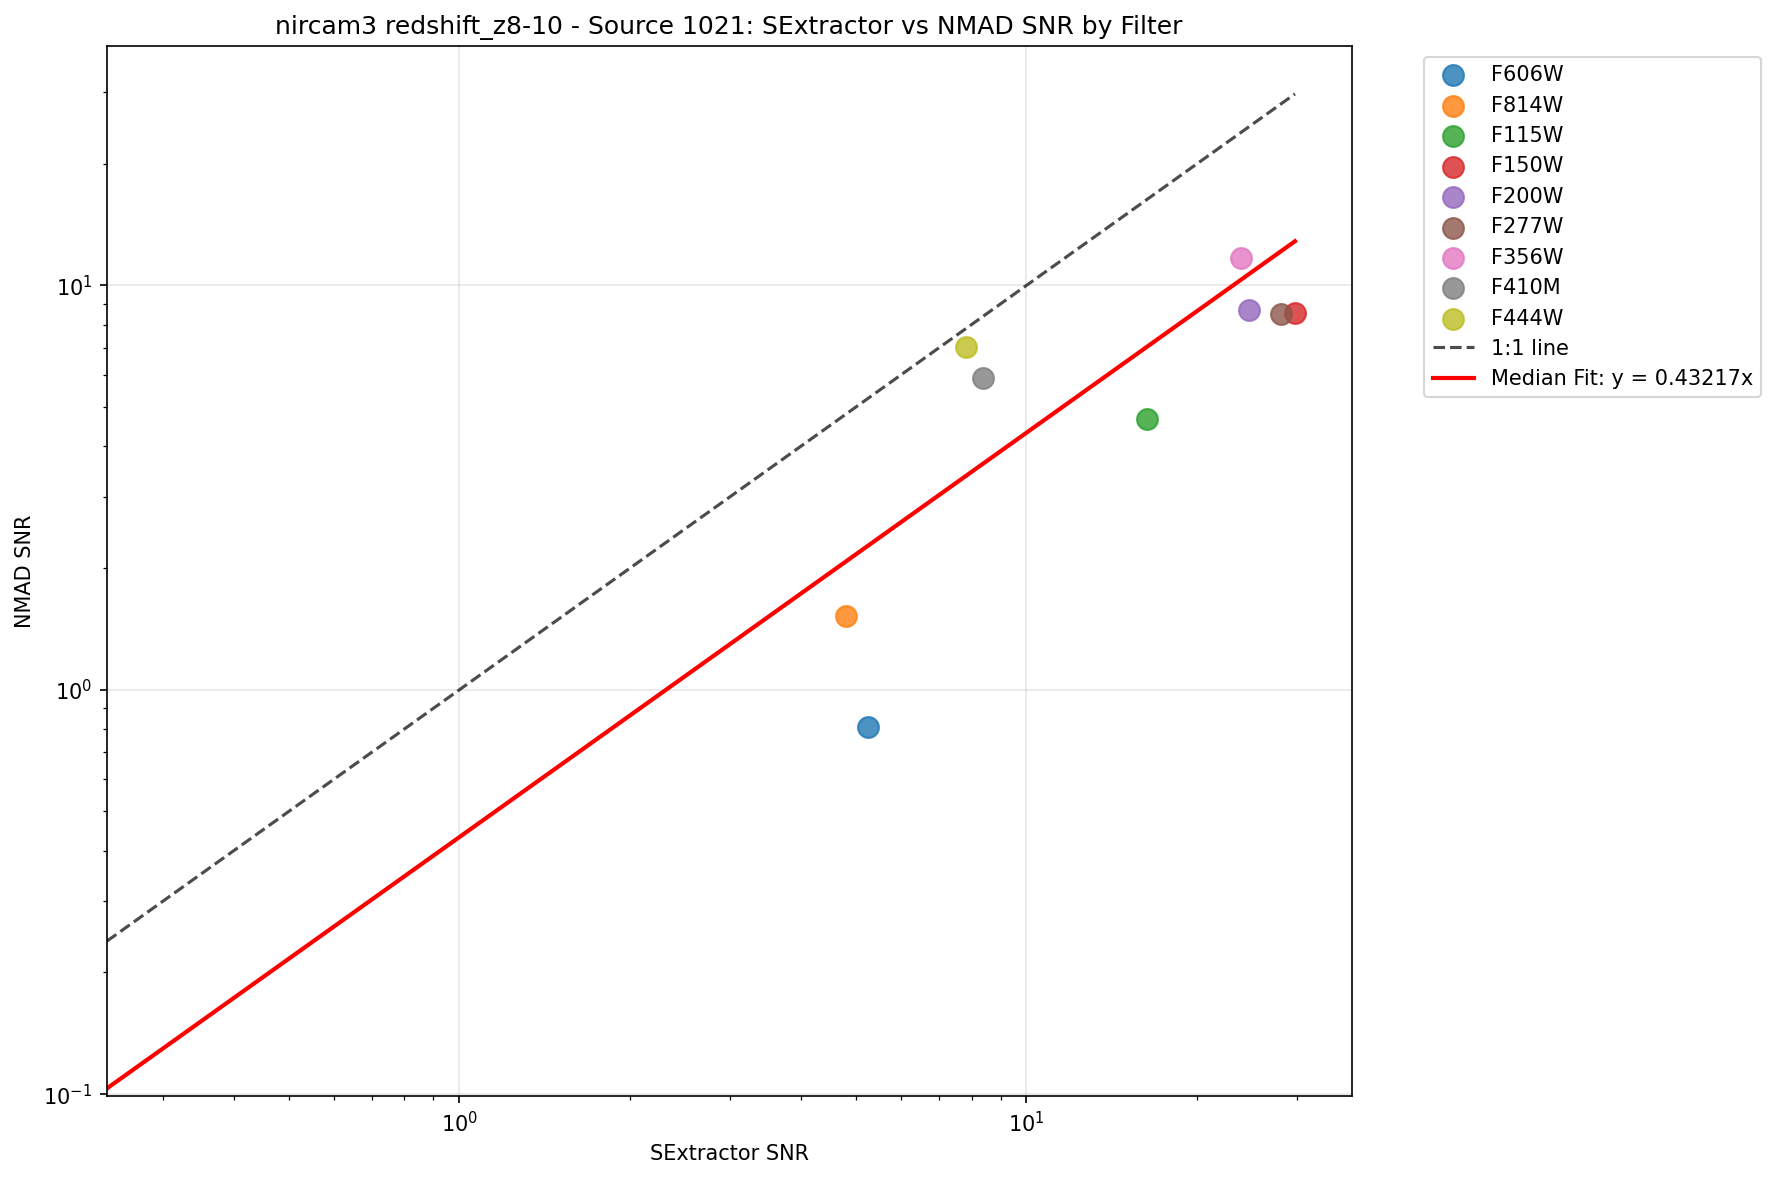 nircam3 redshift_z8-10 - Source 1021: SExtractor vs NMAD SNR by Filter
F606W
F814W
F115W
F150W
F200W
F277W
F356W
F410M
F444W
1:1 line
Median Fit: y = 0.43217x
NMAD SNR
10¹
10⁰
10⁻¹
10⁰
10¹
SExtractor SNR